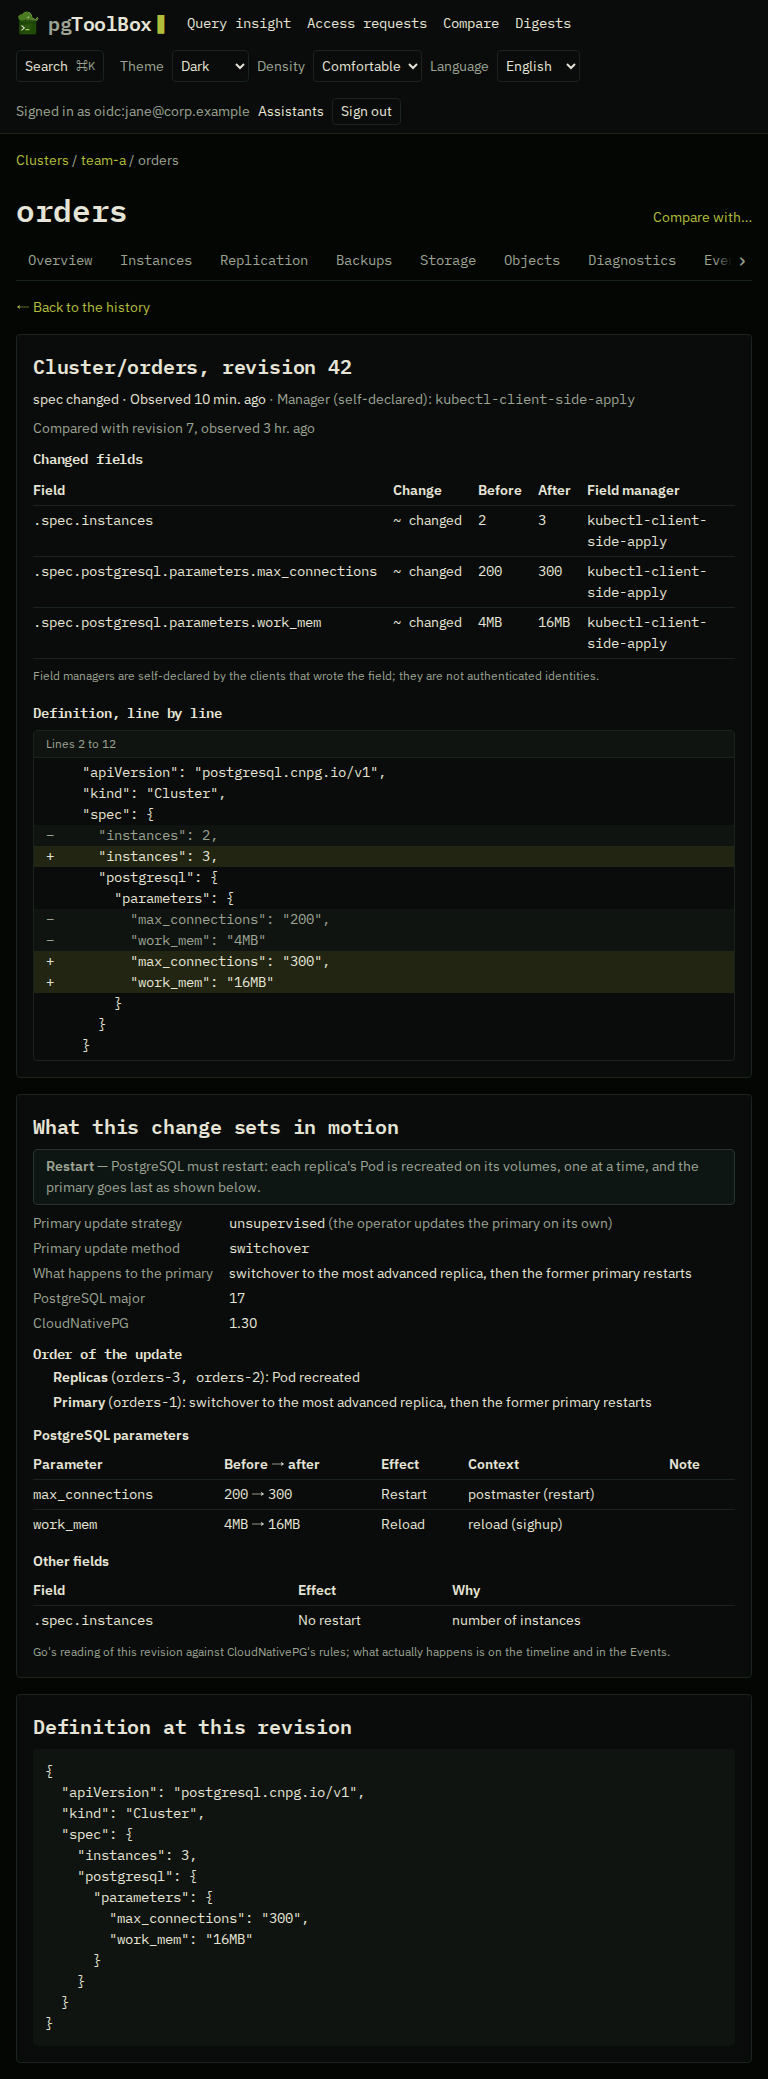 pgToolBox Query insight Access requests Compare Digests
Search ⌘K Theme Dark Density Comfortable Language English
Signed in as oidc:jane@corp.example Assistants Sign out
Clusters / team-a / orders
orders Compare with…
Overview Instances Replication Backups Storage Objects Diagnostics
← Back to the history
Cluster/orders, revision 42
spec changed · Observed 10 min. ago · Manager (self-declared): kubectl-client-side-apply
Compared with revision 7, observed 3 hr. ago
Changed fields
Field Change Before After Field manager
.spec.instances ~ changed 2 3 kubectl-client-
side-apply
.spec.postgresql.parameters.max_connections ~ changed 200 300 kubectl-client-
side-apply
.spec.postgresql.parameters.work_mem ~ changed 4MB 16MB kubectl-client-
side-apply
Field managers are self-declared by the clients that wrote the field; they are not authenticated identities.
Definition, line by line
Lines 2 to 12
"apiVersion": "postgresql.cnpg.io/v1",
"kind": "Cluster",
"spec": {
− "instances": 2,
+ "instances": 3,
"postgresql": {
"parameters": {
− "max_connections": "200",
− "work_mem": "4MB"
+ "max_connections": "300",
+ "work_mem": "16MB"
}
}
}
What this change sets in motion
Restart — PostgreSQL must restart: each replica's Pod is recreated on its volumes, one at a time, and the
primary goes last as shown below.
Primary update strategy unsupervised (the operator updates the primary on its own)
Primary update method switchover
What happens to the primary switchover to the most advanced replica, then the former primary restarts
PostgreSQL major 17
CloudNativePG 1.30
Order of the update
Replicas (orders-3, orders-2): Pod recreated
Primary (orders-1): switchover to the most advanced replica, then the former primary restarts
PostgreSQL parameters
Parameter Before → after Effect Context Note
max_connections 200 → 300 Restart postmaster (restart)
work_mem 4MB → 16MB Reload reload (sighup)
Other fields
Field Effect Why
.spec.instances No restart number of instances
Go's reading of this revision against CloudNativePG's rules; what actually happens is on the timeline and in the Events.
Definition at this revision
{
"apiVersion": "postgresql.cnpg.io/v1",
"kind": "Cluster",
"spec": {
"instances": 3,
"postgresql": {
"parameters": {
"max_connections": "300",
"work_mem": "16MB"
}
}
}
}